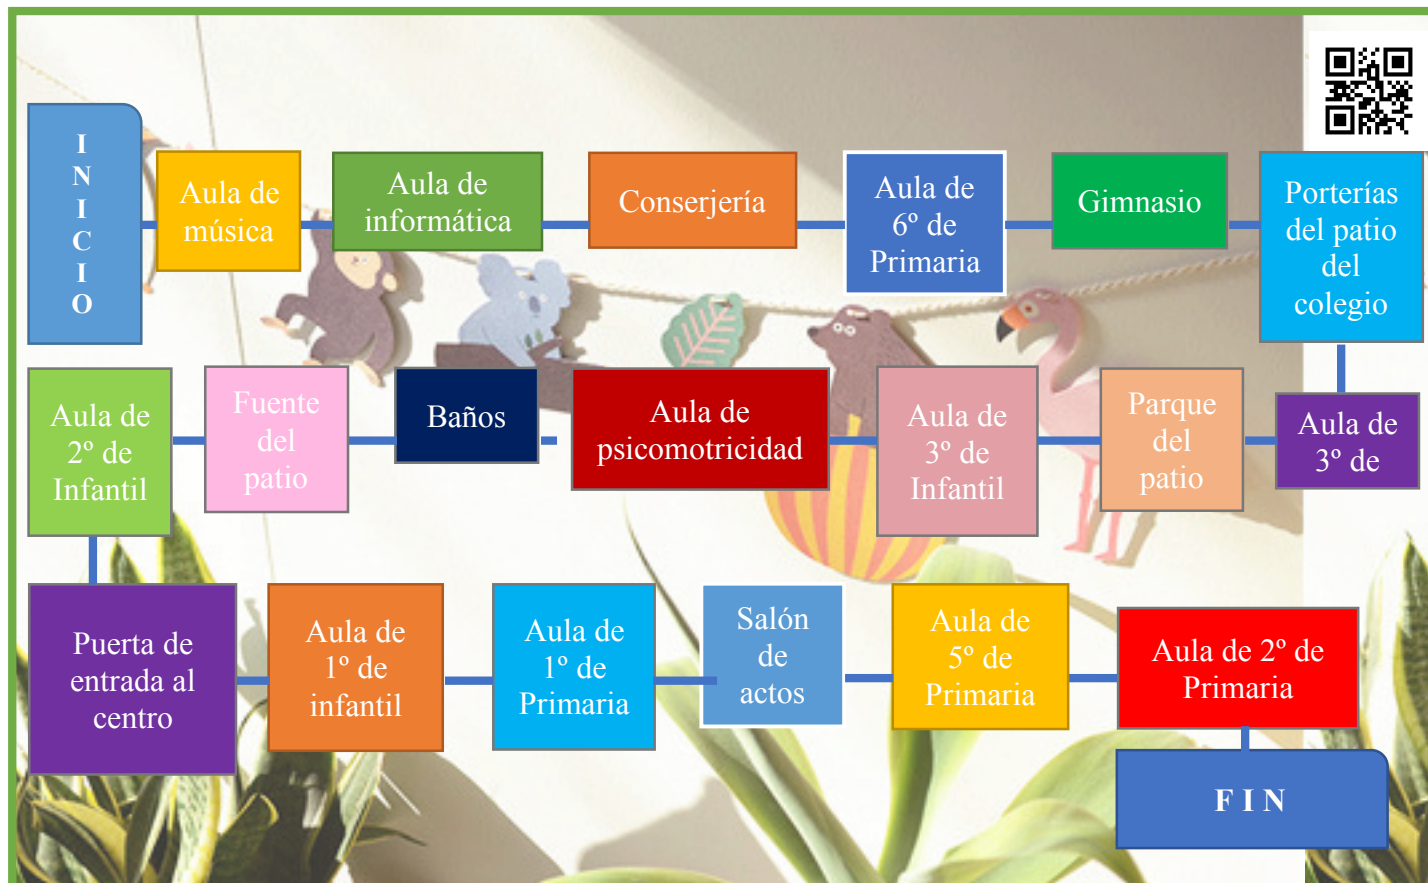 I
N
I
C
I
O
Aula de
música
Aula de
informática
Conserjería
Aula de
6º de
Primaria
Gimnasio
Porterías
del patio
del
colegio
Aula de
3º de
Parque
del
patio
Aula de
3º de
Infantil
Aula de
psicomotricidad
Baños
Fuente
del
patio
Aula de
2º de
Infantil
Puerta de
entrada al
centro
Aula de
1º de
infantil
Aula de
1º de
Primaria
Salón
de
actos
Aula de
5º de
Primaria
Aula de 2º de
Primaria
F I N